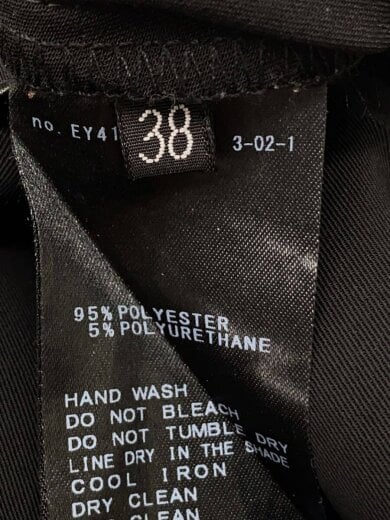 no. EY41 38 3-02-1
95% POLYESTER
5% POLYURETHANE
HAND WASH
DO NOT BLEACH
DO NOT TUMBLE DRY
LINE DRY IN THE SHADE
COOL IRON
DRY CLEAN
CLEAN